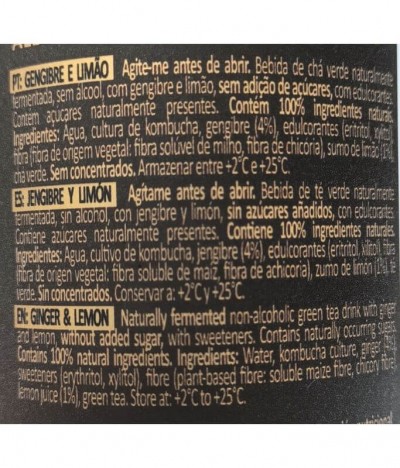 PT: GENGIBRE E LIMÃO Agite-me antes de abrir. Bebida de chá verde naturalmente
fermentada, sem álcool, com gengibre e limão, sem adição de açucares, com edulcorantes.
Contém açúcares naturalmente presentes. Contém 100% ingredientes naturais.
Ingredientes: Água, cultura de kombucha, gengibre (4%), edulcorantes (eritritol, xylitol),
fibra (fibra de origem vegetal: fibra solúvel de milho, fibra de chicoria), sumo de limão (1%),
chá verde. Sem concentrados. Armazenar entre +2°C e +25°C.
ES: JENGIBRE Y LIMÓN Agítame antes de abrir. Bebida de té verde naturalmente
fermentada, sin alcohol, con jengibre y limon, sin azúcares añadidos, con edulcorantes.
Contiene azúcares naturalmente presentes. Contiene 100% ingredientes naturales.
Ingredientes: Agua, cultivo de kombucha, jengibre (4%), edulcorantes (eritritol, xilitol), fibra
(fibra de origen vegetal: fibra soluble de maíz, fibra de achicoria), zumo de limón (1%), té
verde. Sin concentrados. Conservar a: +2°C y +25°C.
EN: GINGER & LEMON Naturally fermented non-alcoholic green tea drink with ginger
and lemon, without added sugar, with sweeteners. Contains naturally occurring sugars.
Contains 100% natural ingredients. Ingredients: Water, kombucha culture, ginger (4%),
sweeteners (erythritol, xylitol), fibre (plant-based fibre: soluble maize fibre, chicory fibre),
lemon juice (1%), green tea. Store at: +2°C to +25°C.
nutricional